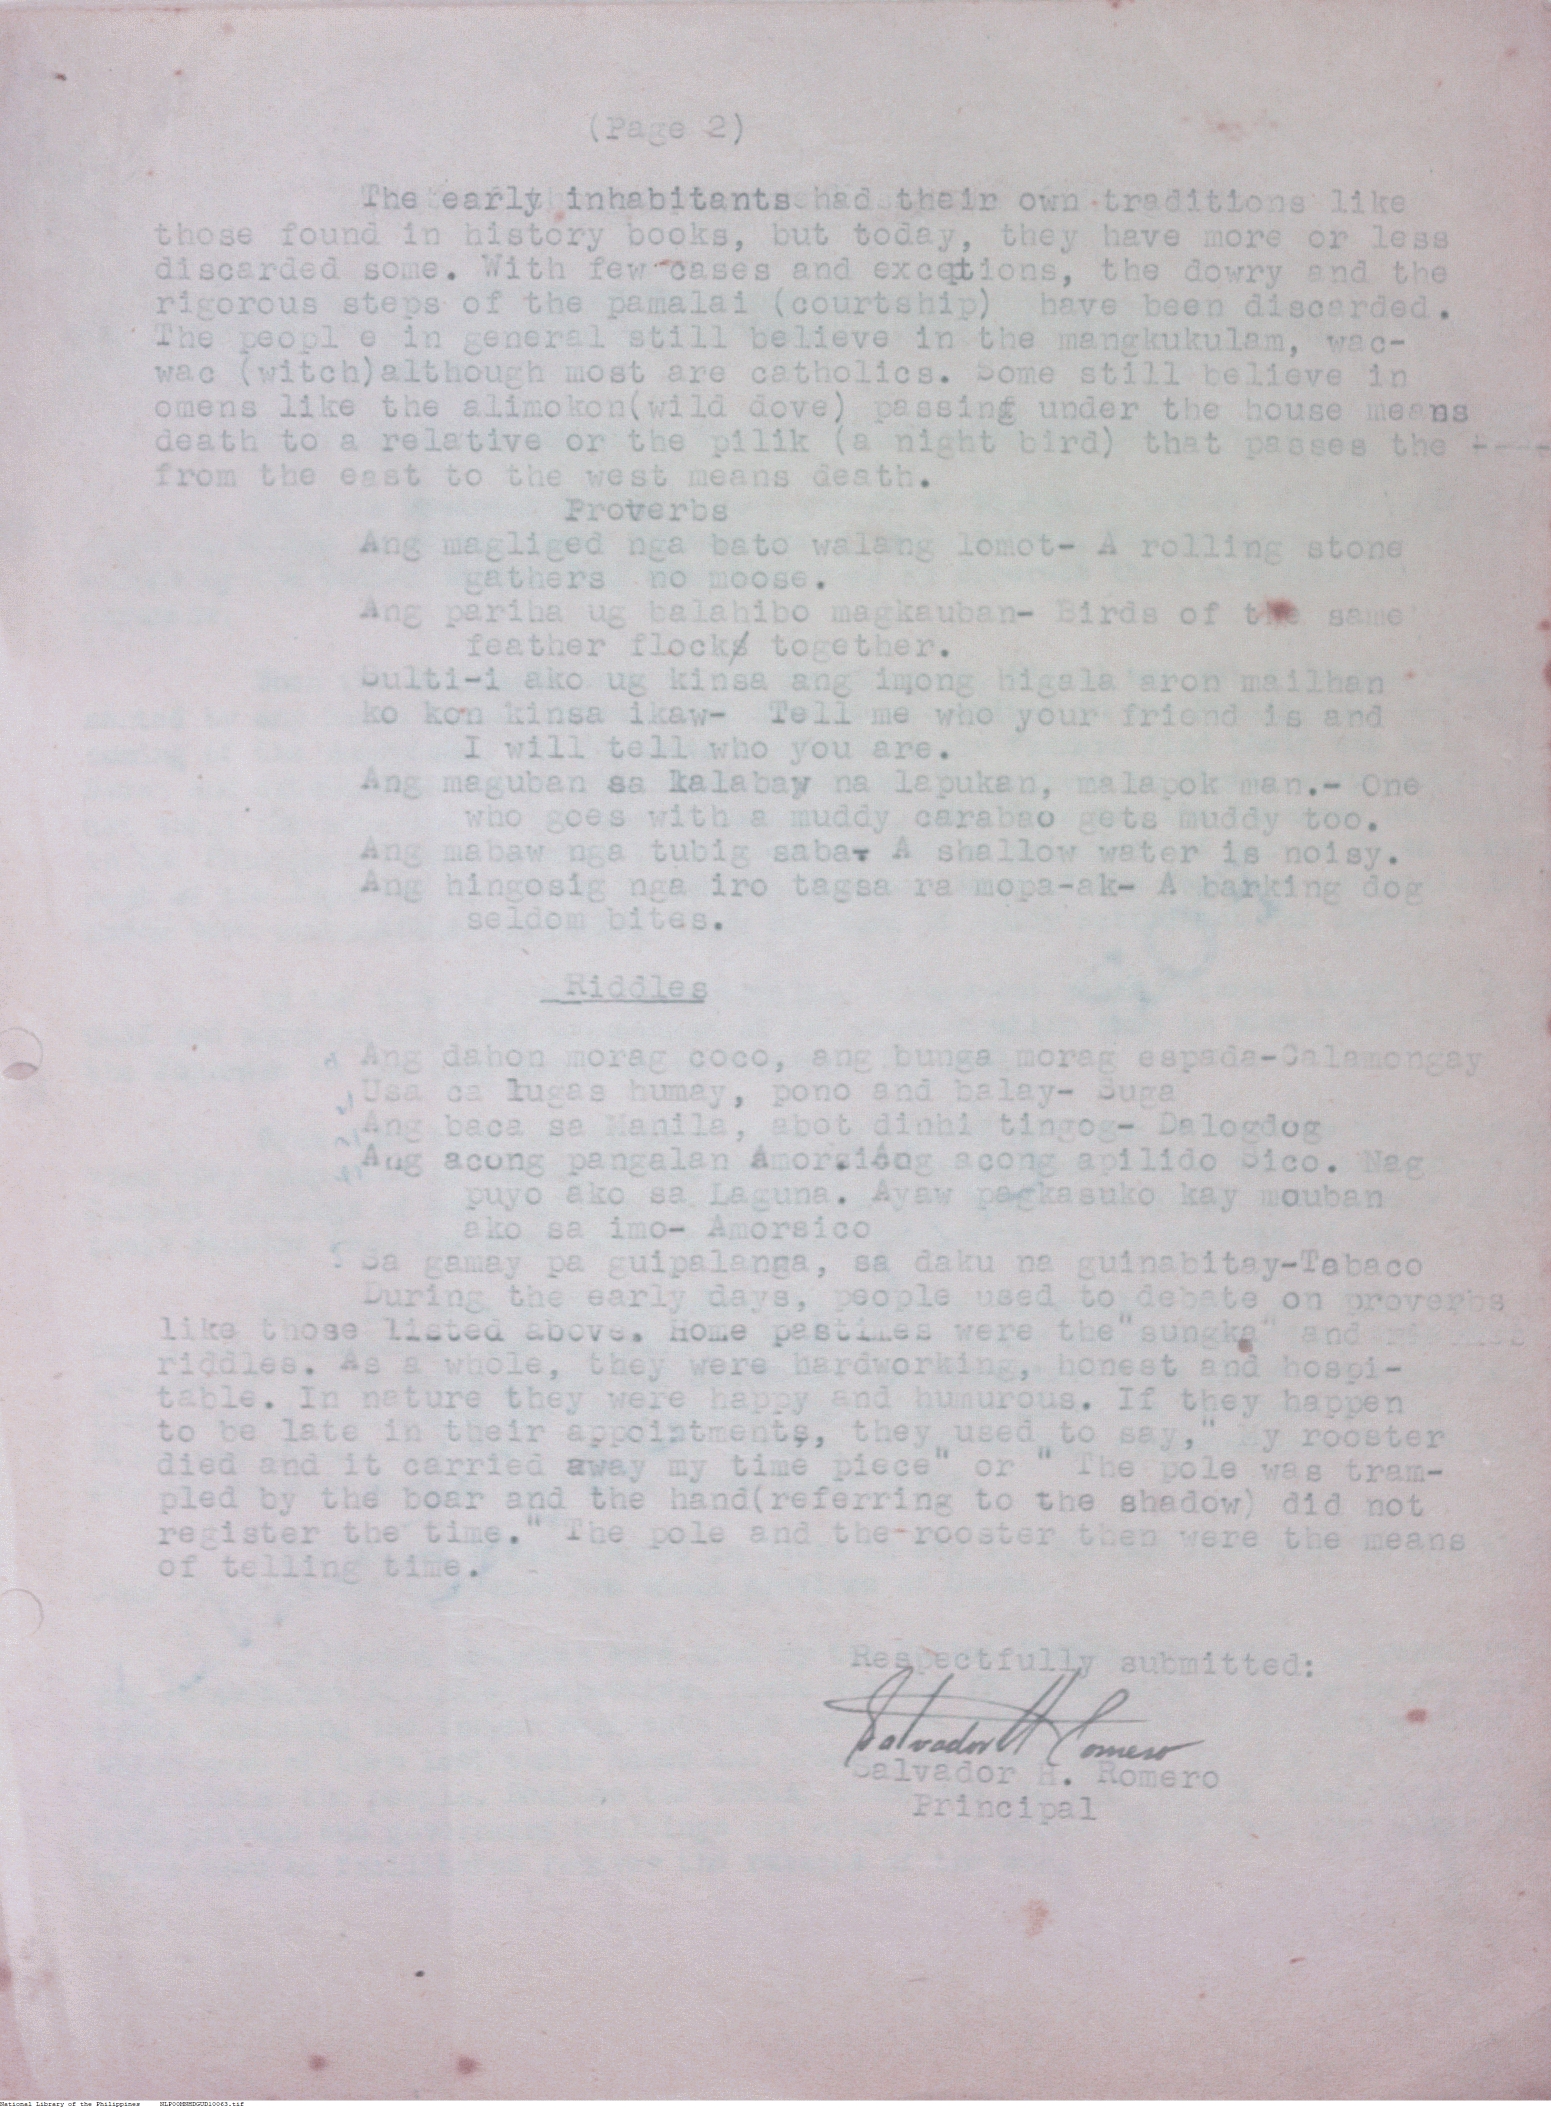 (Page 2)
The early inhabitants had their own traditions like
those found in history books, but today, they have more or less
discarded some. With few cases and exceptions, the dowry and the
rigorous steps of the pamalai (courtship) have been discarded.
The peopl e in general still believe in the mangkukulam, wac-
wac (witch)although most are catholics. Some still believe in
omens like the alimokon(wild dove) passing under the house means
death to a relative or the pilik (a night bird) that passes the
from the east to the west means death.
Proverbs
Ang magliged nga bato walang lomot- A rolling stone
gathers no moose.
Ang pariha ug balahibo magkauban- Birds of the same
feather flock together.
Sulti-i ako ug kinsa ang imong higala aron mailhan
ko kon kinsa ikaw- Tell me who your friend is and
I will tell who you are.
Ang maguban sa kalabaw na lapukan, malapok man.- One
who goes with a muddy carabao gets muddy too.
Ang mabaw nga tubig saba- A shallow water is noisy.
Ang hingosig nga iro tagsa ra mopa-ak- A barking dog
seldom bites.
Riddles
Ang dahon morag coco, ang bunga morag espada-Calamongay
Usa ca lugas humay, pono and balay- Suga
Ang baca sa Manila, abot dinhi tingog- Dalogdog
Ang acong pangalan Amorsi Ang acong apilido Sico. Nag
puyo ako sa Laguna. Ayaw pagkasuko kay mouban
ako sa imo- Amorsico
Sa gamay pa guipalanga, sa daku na guinabitay-Tabaco
During the early days, people used to debate on proverbs
like those listed above. Home pastimes were the"sungka" and
riddles. As a whole, they were hardworking, honest and hospi-
table. In nature they were happy and humurous. If they happen
to be late in their appointments, they used to say," My rooster
died and it carried away my time piece" or " The pole was tram-
pled by the boar and the hand(referring to the shadow) did not
register the time." The pole and the rooster then were the means
of telling time.
Respectfully submitted:
Salvador H Romero
Salvador H. Romero
Principal
National Library of the Philippines NLPOOMNHDGUD10063.tif